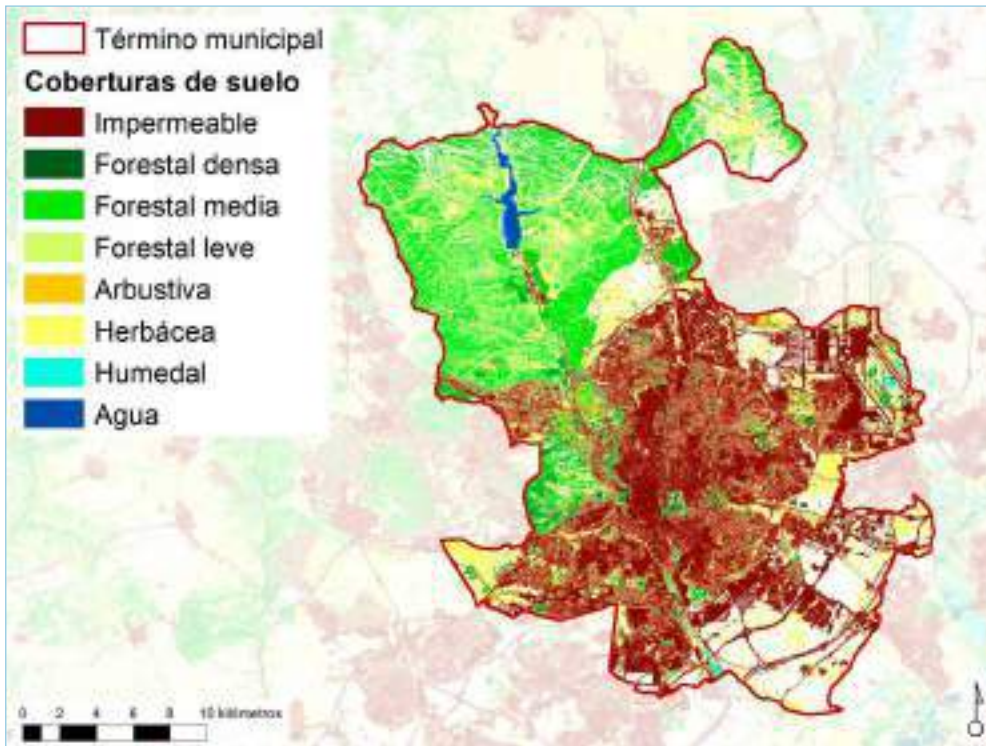 Término municipal
Coberturas de suelo
Impermeable
Forestal densa
Forestal media
Forestal leve
Arbustiva
Herbácea
Humedal
Agua
0 2 4 6 8 10 kilómetros